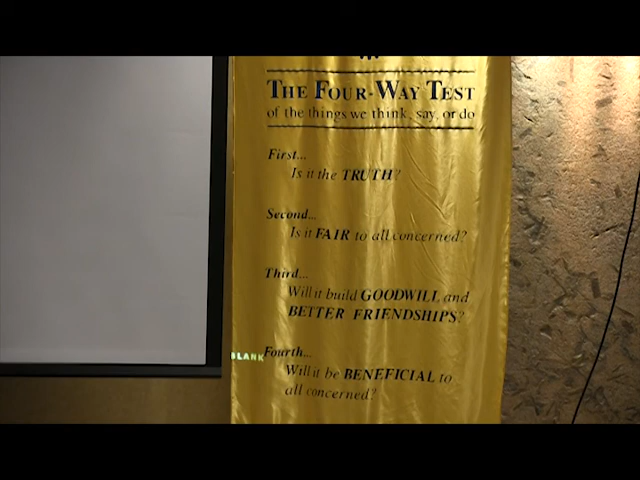 THE FOUR-WAY TEST
of the things we think, say, or do
First...
Is it the TRUTH?
Second...
Is it FAIR to all concerned?
Third...
Will it build GOODWILL and
BETTER FRIENDSHIPS?
BLANK
Fourth...
Will it be BENEFICIAL to
all concerned?